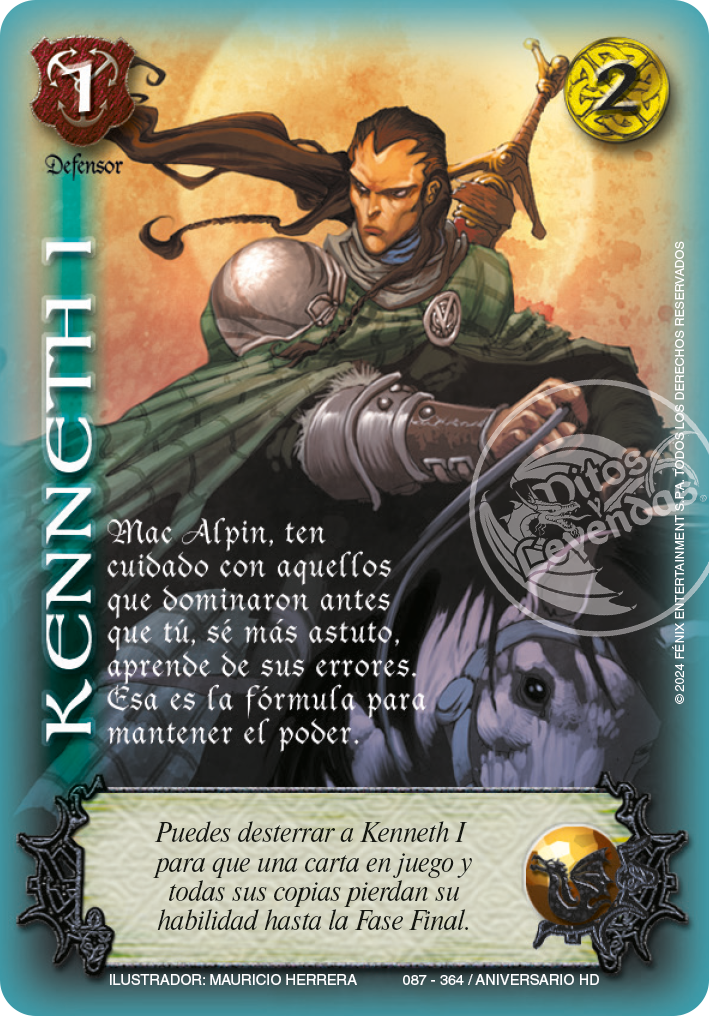 1
2
Defensor
KENNETH I
Mac Alpin, ten
cuidado con aquellos
que dominaron antes
que tú, sé más astuto,
aprende de sus errores.
Esa es la fórmula para
mantener el poder.
Mitos
y
Leyendas
©2024 FÉNIX ENTERTAINMENT S.P.A. TODOS LOS DERECHOS RESERVADOS
Puedes desterrar a Kenneth I
para que una carta en juego y
todas sus copias pierdan su
habilidad hasta la Fase Final.
ILUSTRADOR: MAURICIO HERRERA 087 - 364 / ANIVERSARIO HD